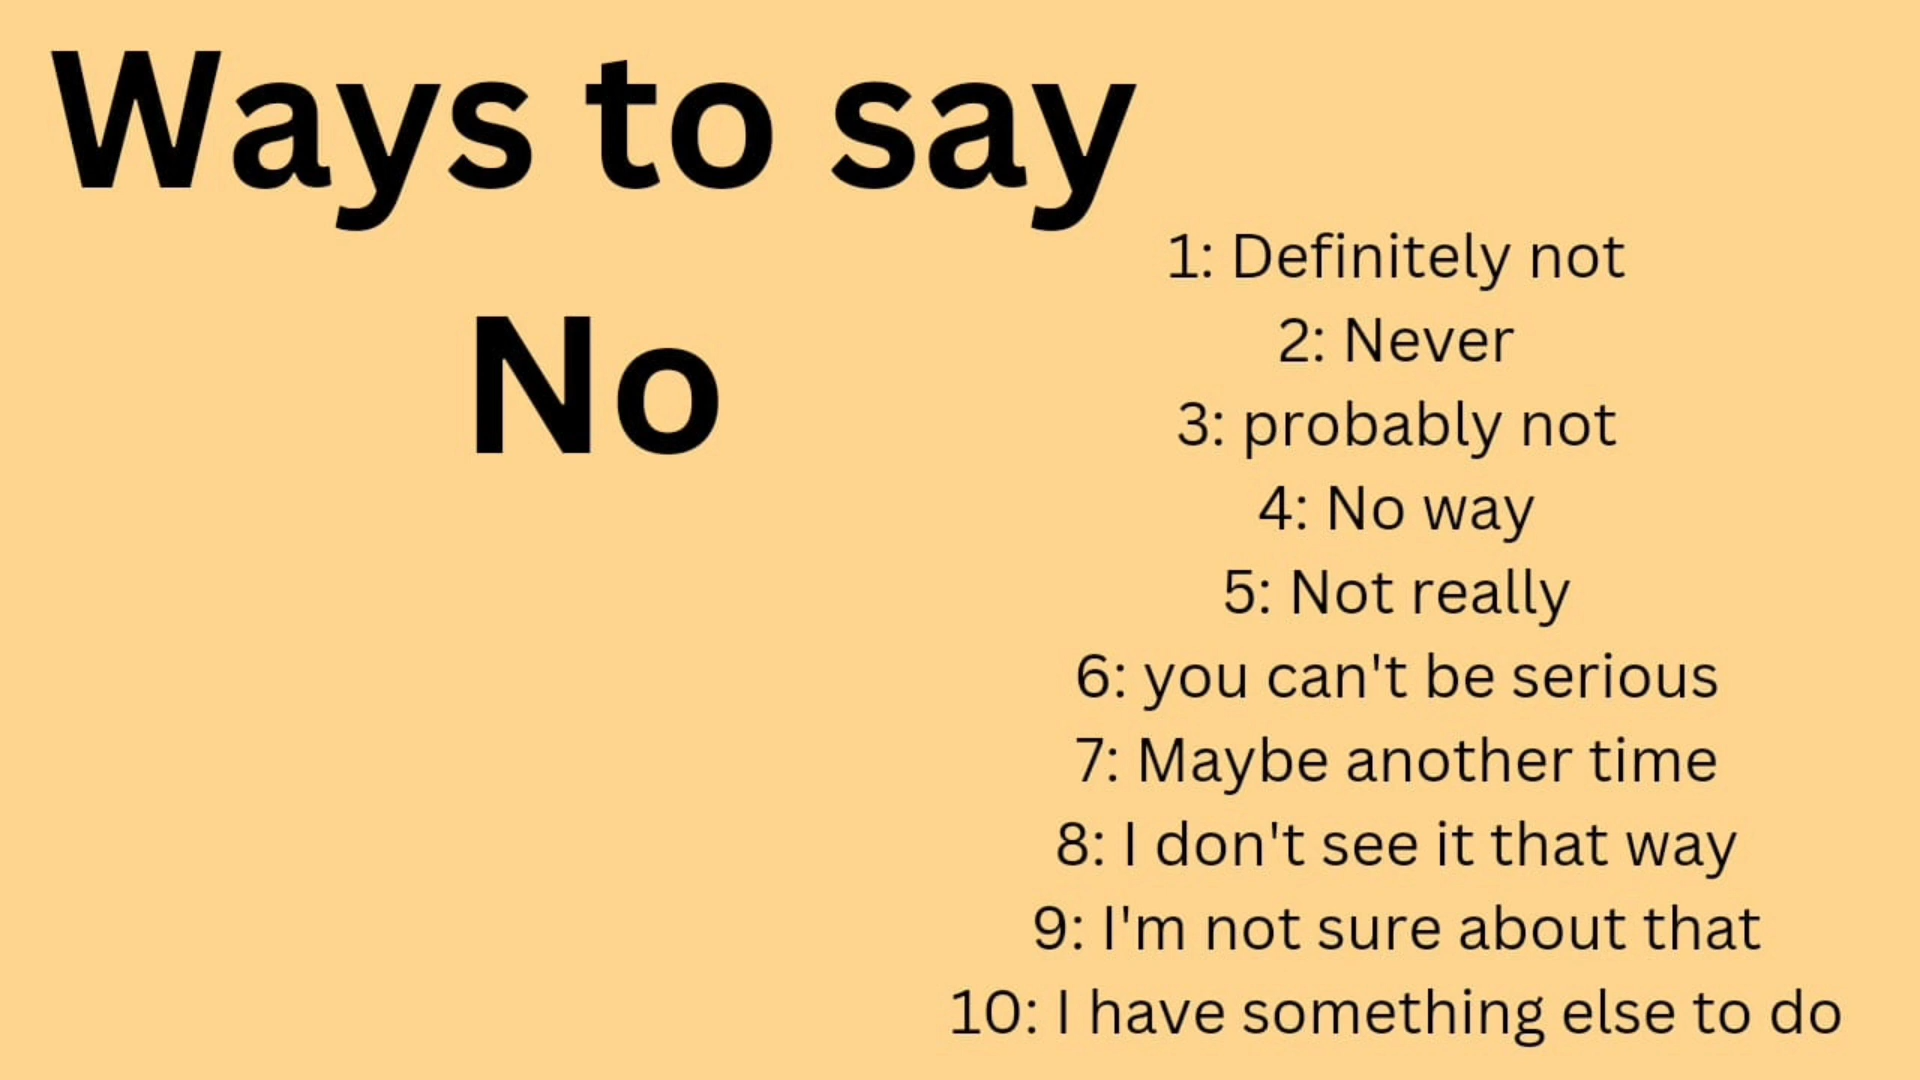 Ways to say
No
1: Definitely not
2: Never
3: probably not
4: No way
5: Not really
6: you can't be serious
7: Maybe another time
8: I don't see it that way
9: I'm not sure about that
10: I have something else to do